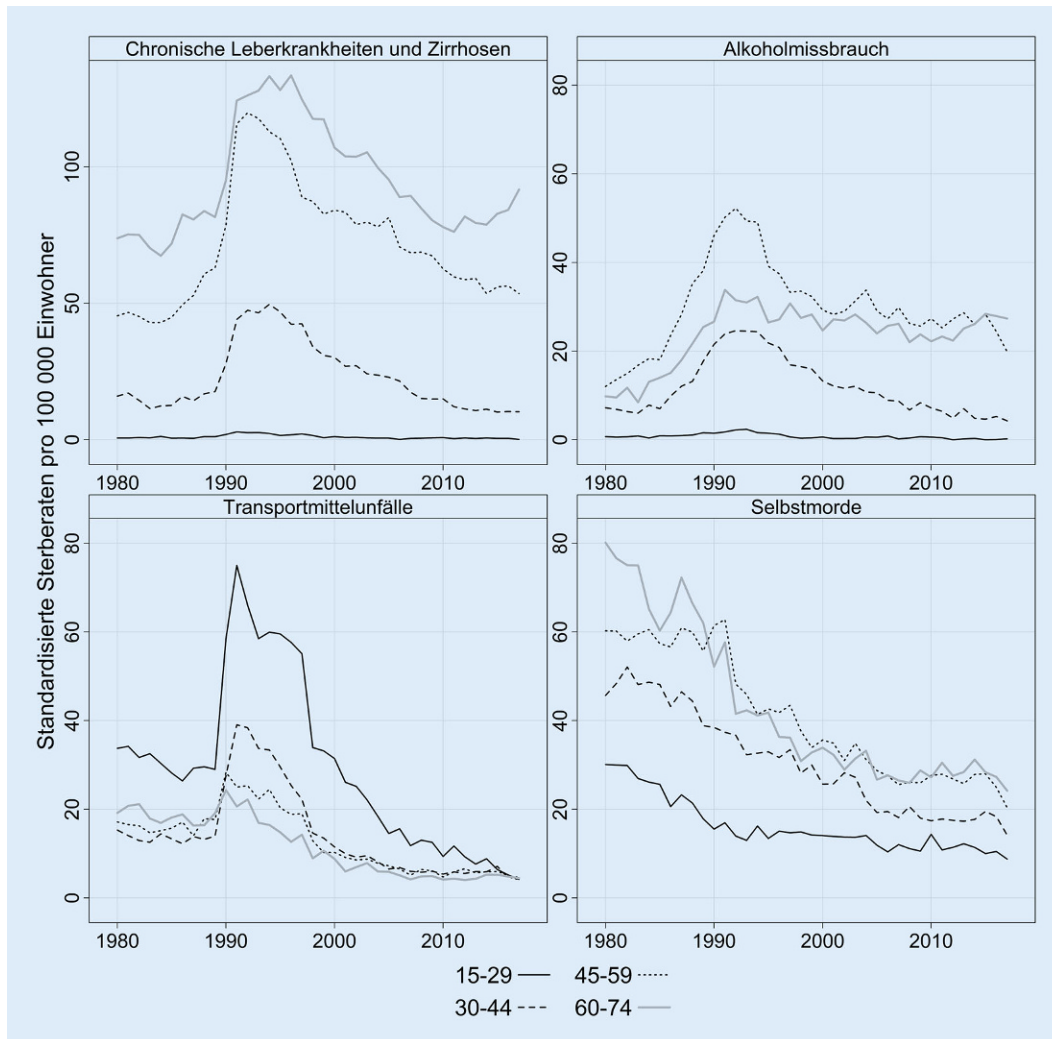 Standardisierte Sterberaten pro 100 000 Einwohner
Chronische Leberkrankheiten und Zirrhosen
100
50
0
1980 1990 2000 2010
Alkoholmissbrauch
80
60
40
20
0
1980 1990 2000 2010
Transportmittelunfälle
80
60
40
20
0
1980 1990 2000 2010
Selbstmorde
80
60
40
20
0
1980 1990 2000 2010
15-29 45-59
30-44 60-74